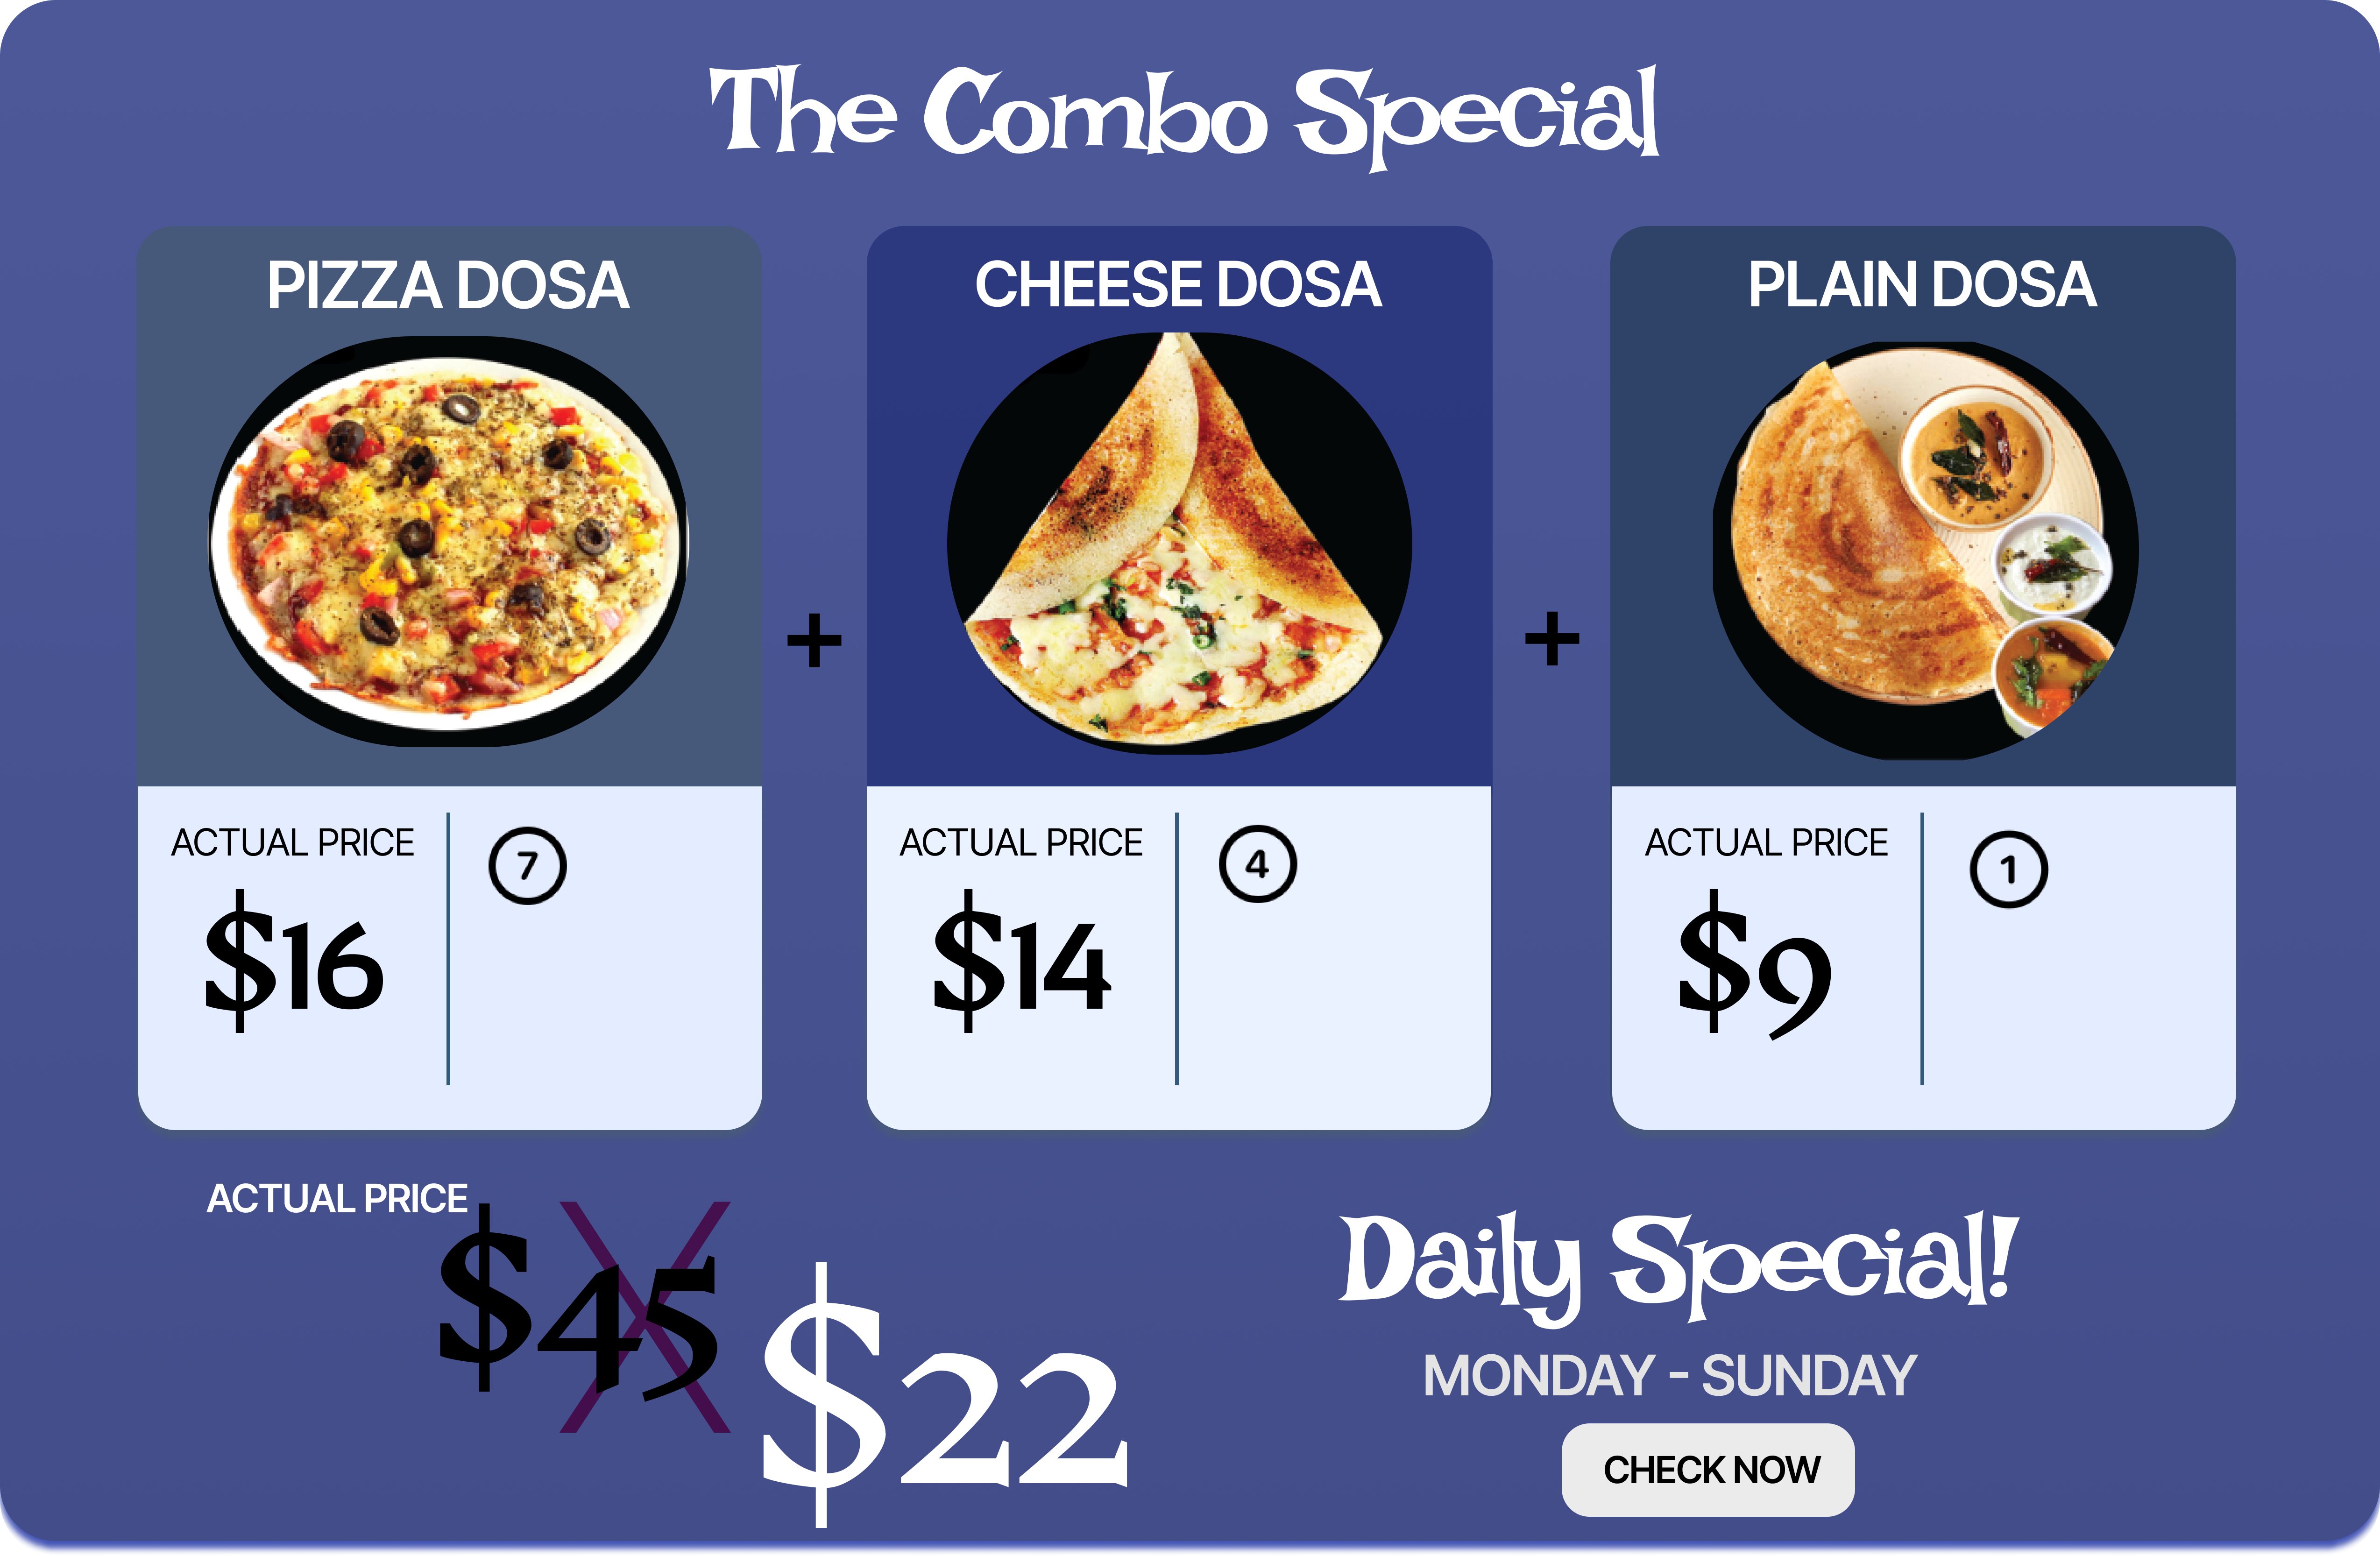 The Combo Special
PIZZA DOSA
CHEESE DOSA
PLAIN DOSA
+
+
ACTUAL PRICE
7
$16
ACTUAL PRICE
4
$14
ACTUAL PRICE
1
$9
ACTUAL PRICE
$45
$22
Daily Special!
MONDAY - SUNDAY
CHECK NOW